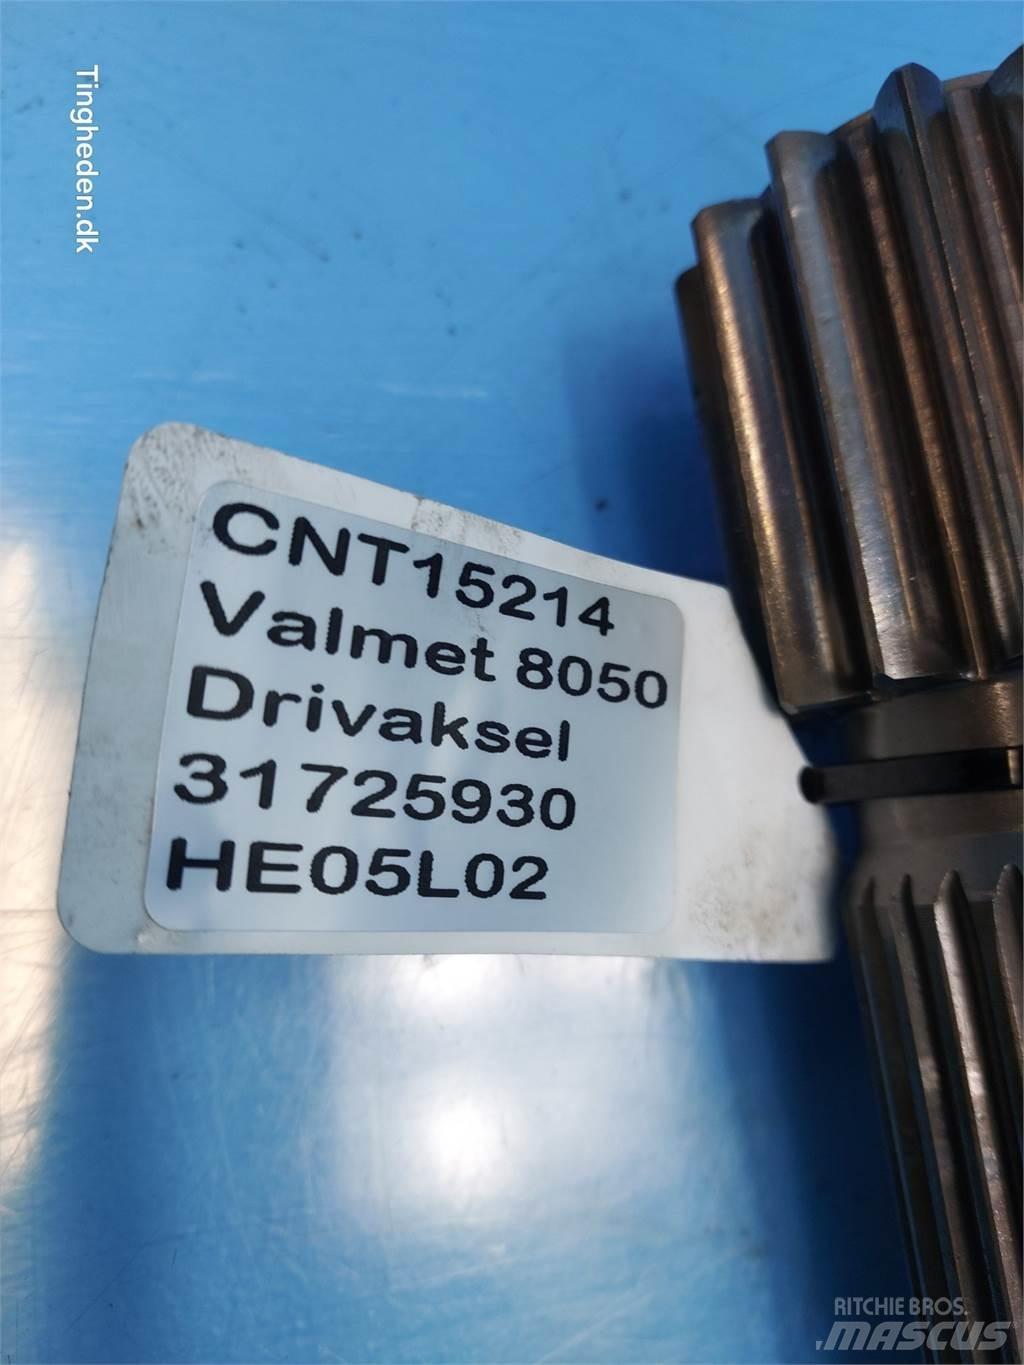 Tingheden.dk
CNT15214
Valmet 8050
Drivaksel
31725930
HE05L02
RITCHIE BROS.
MASCUS